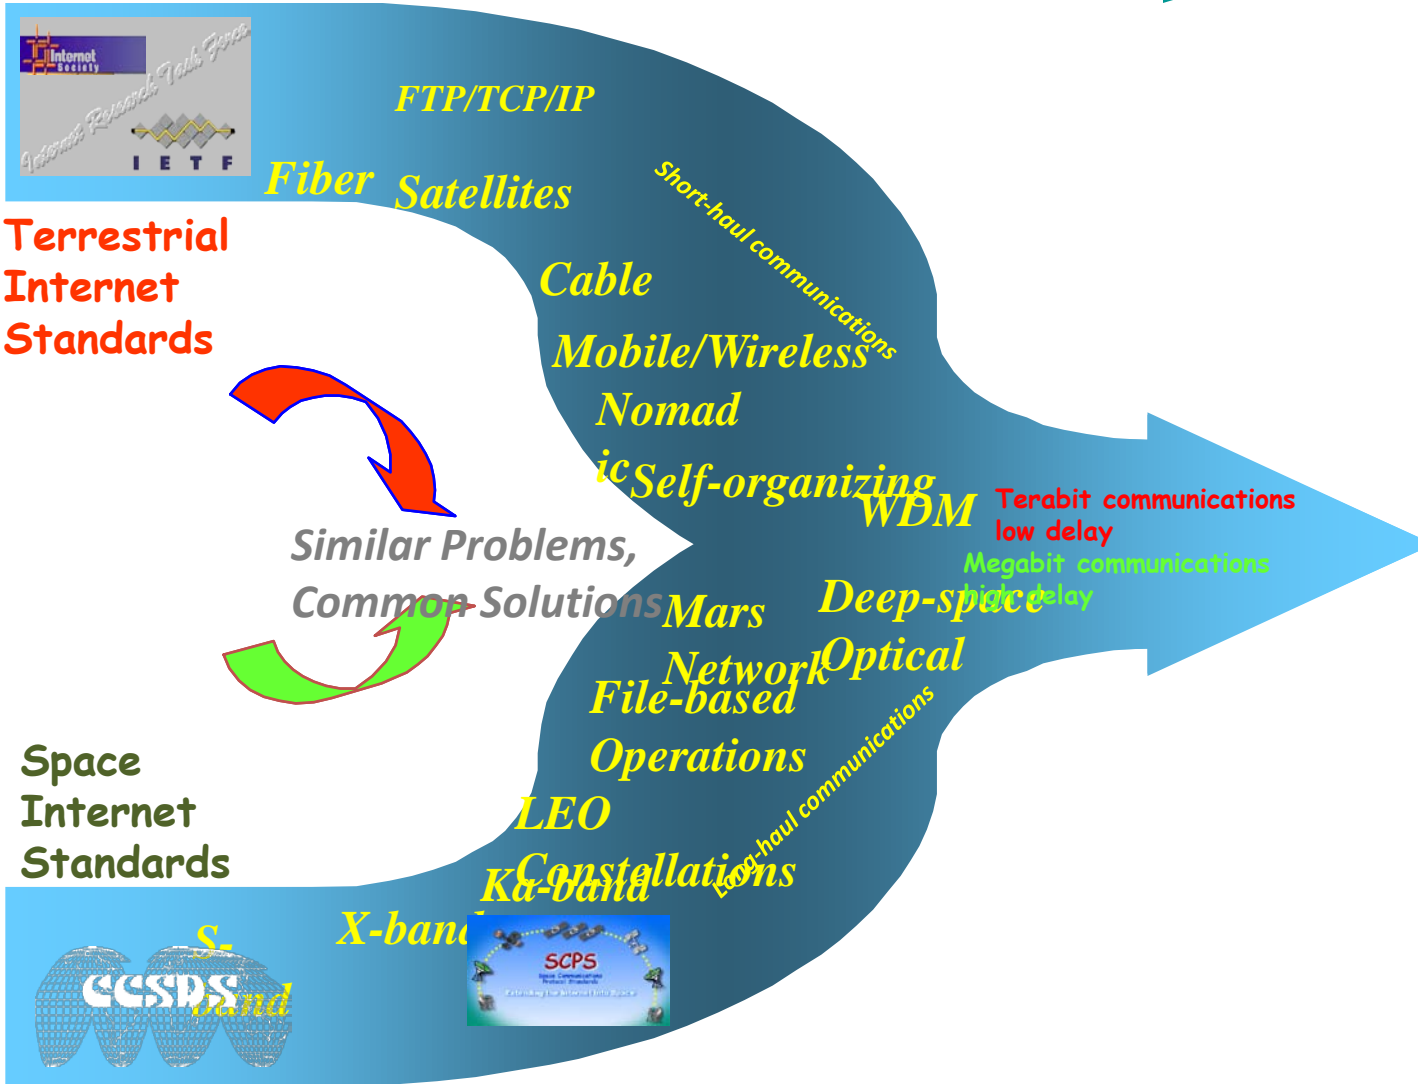 Internet
Society
Internet Research Task Force
I E T F
FTP/TCP/IP
Fiber
Satellites
Short-haul communications
Terrestrial
Internet
Standards
Cable
Mobile/Wireless
Nomad
ic
Self-organizing
WDM
Terabit communications
low delay
Megabit communications
high delay
Similar Problems,
Common Solutions
Mars
Network
Deep-space
Optical
File-based
Operations
Long-haul communications
Space
Internet
Standards
LEO
Constellations
Ka-band
X-band
S-
band
CCSDS
SCPS
Space Communications
Protocol Standards
Extending the Internet Into Space